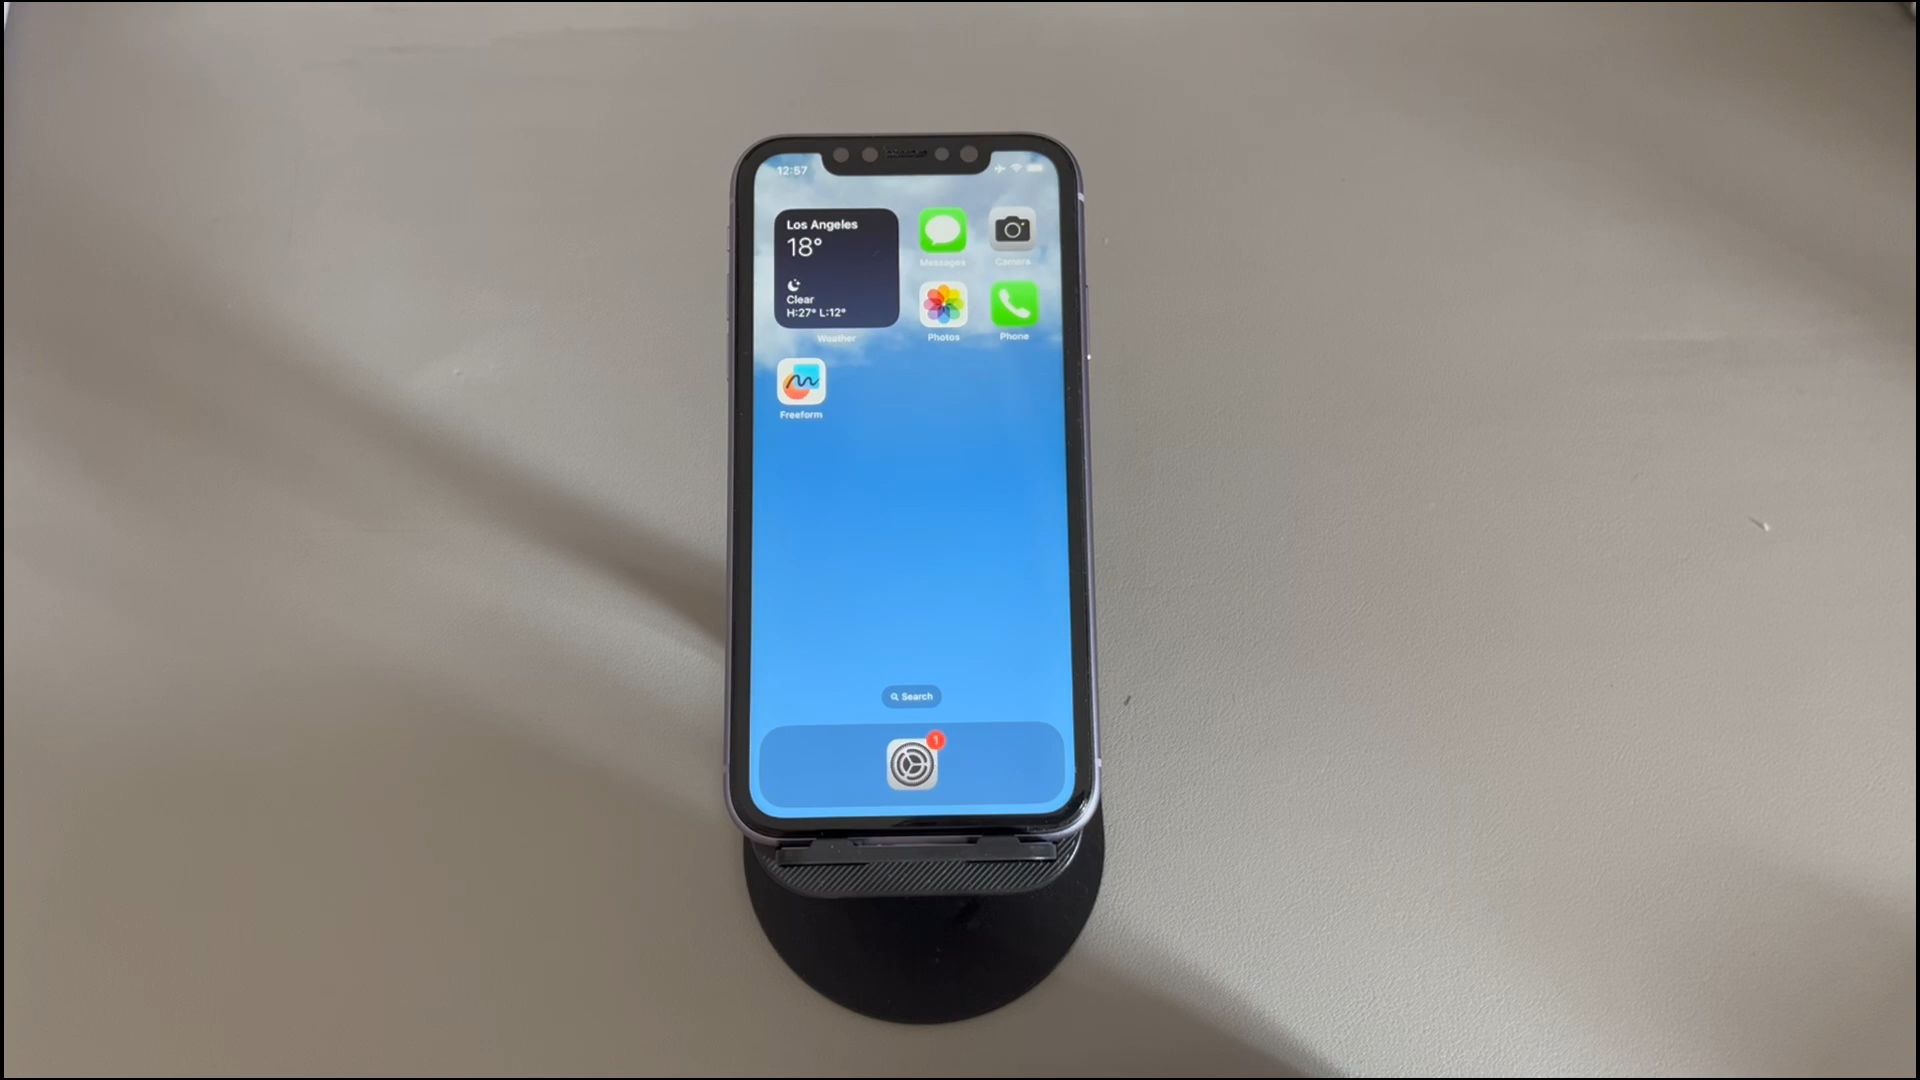 12:57
Los Angeles
18°
Clear
H:27° L:12°
Weather
Messages
Camera
Photos
Phone
Freeform
Search
1